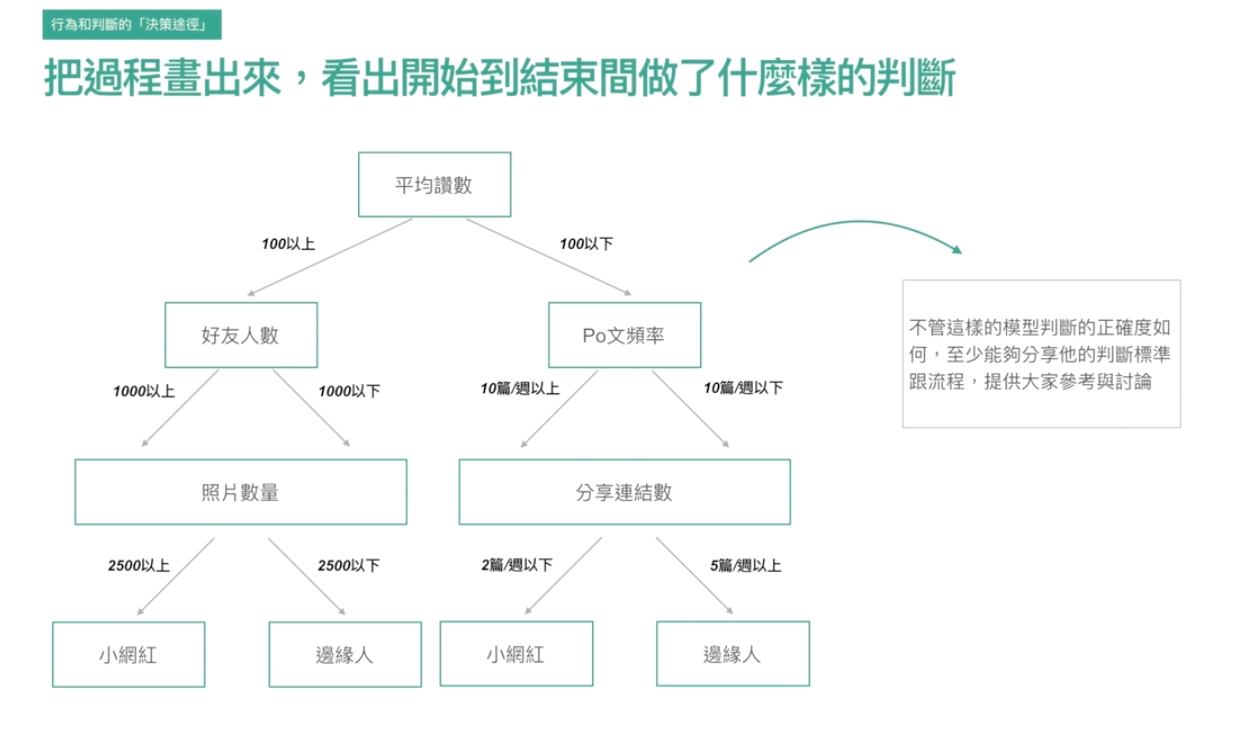 行為和判斷的「決策途徑」
把過程畫出來，看出開始到結束間做了什麼樣的判斷
平均讚數
100以上
100以下
好友人數
Po文頻率
不管這樣的模型判斷的正確度如
何，至少能夠分享他的判斷標準
跟流程，提供大家參考與討論
1000以上
1000以下
10篇/週以上
10篇/週以下
照片數量
分享連結數
2500以上
2500以下
2篇/週以下
5篇/週以上
小網紅
邊緣人
小網紅
邊緣人